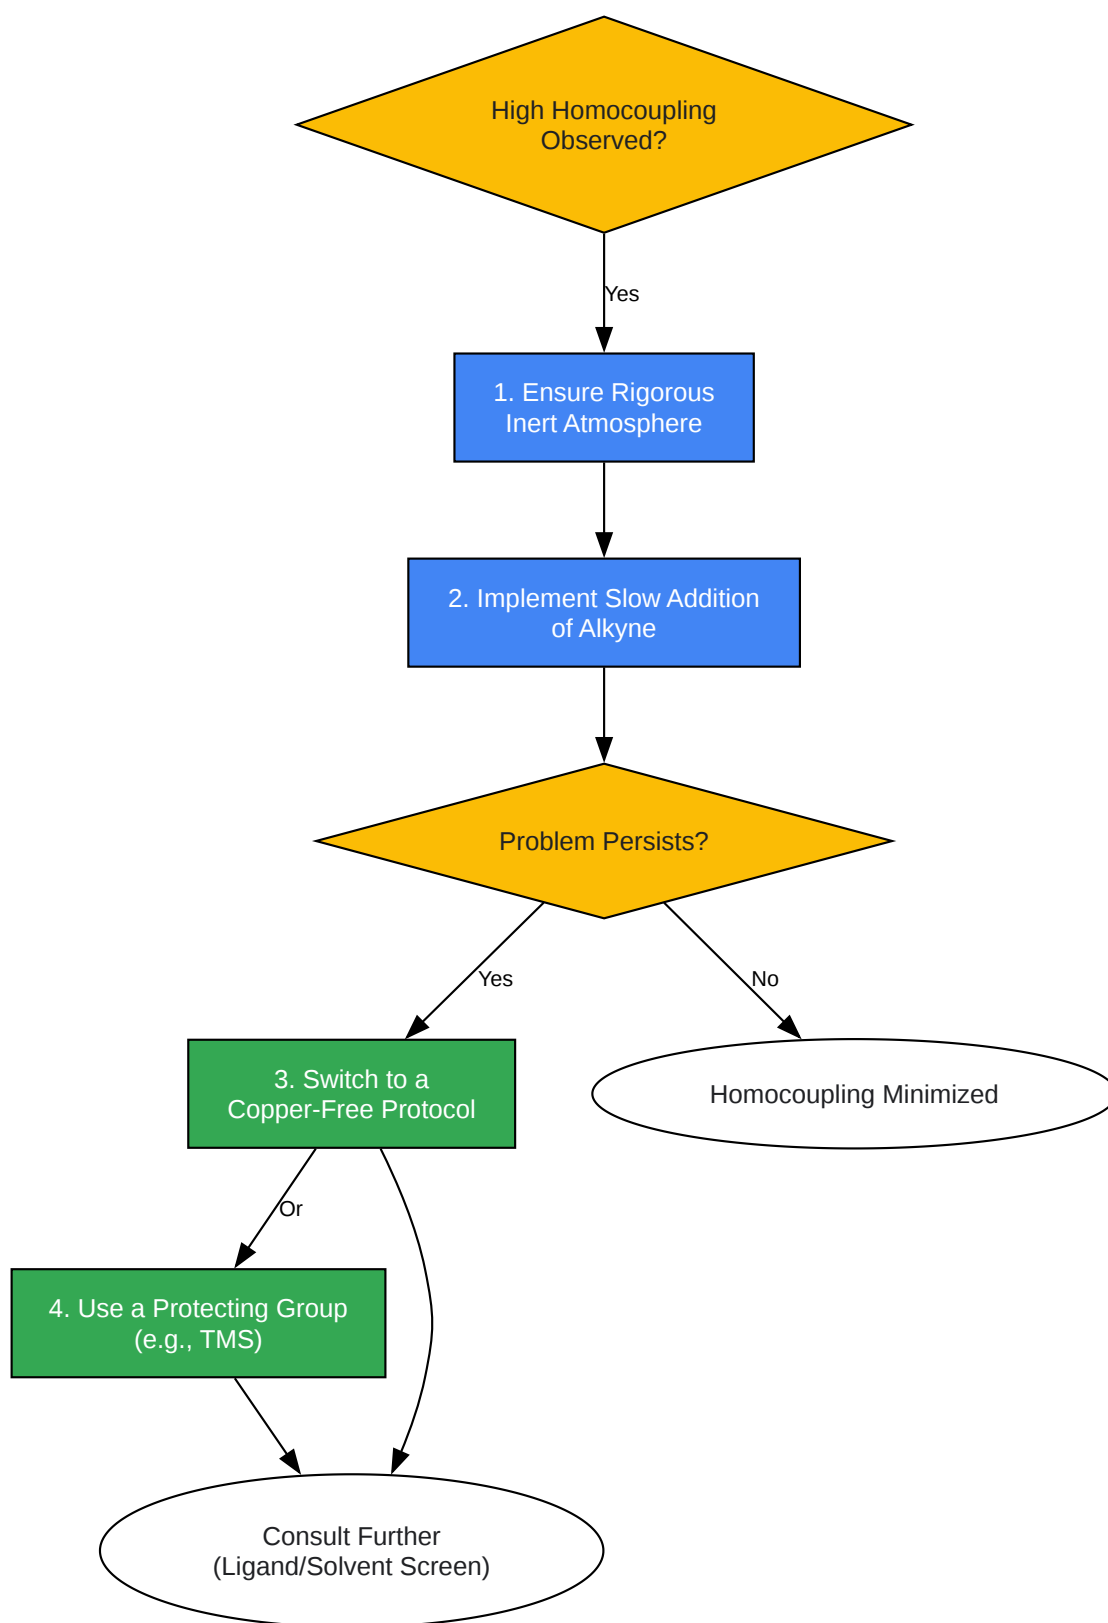 High Homocoupling
Observed?
Yes
1. Ensure Rigorous
Inert Atmosphere
2. Implement Slow Addition
of Alkyne
Problem Persists?
Yes
No
3. Switch to a
Copper-Free Protocol
Homocoupling Minimized
Or
4. Use a Protecting Group
(e.g., TMS)
Consult Further
(Ligand/Solvent Screen)